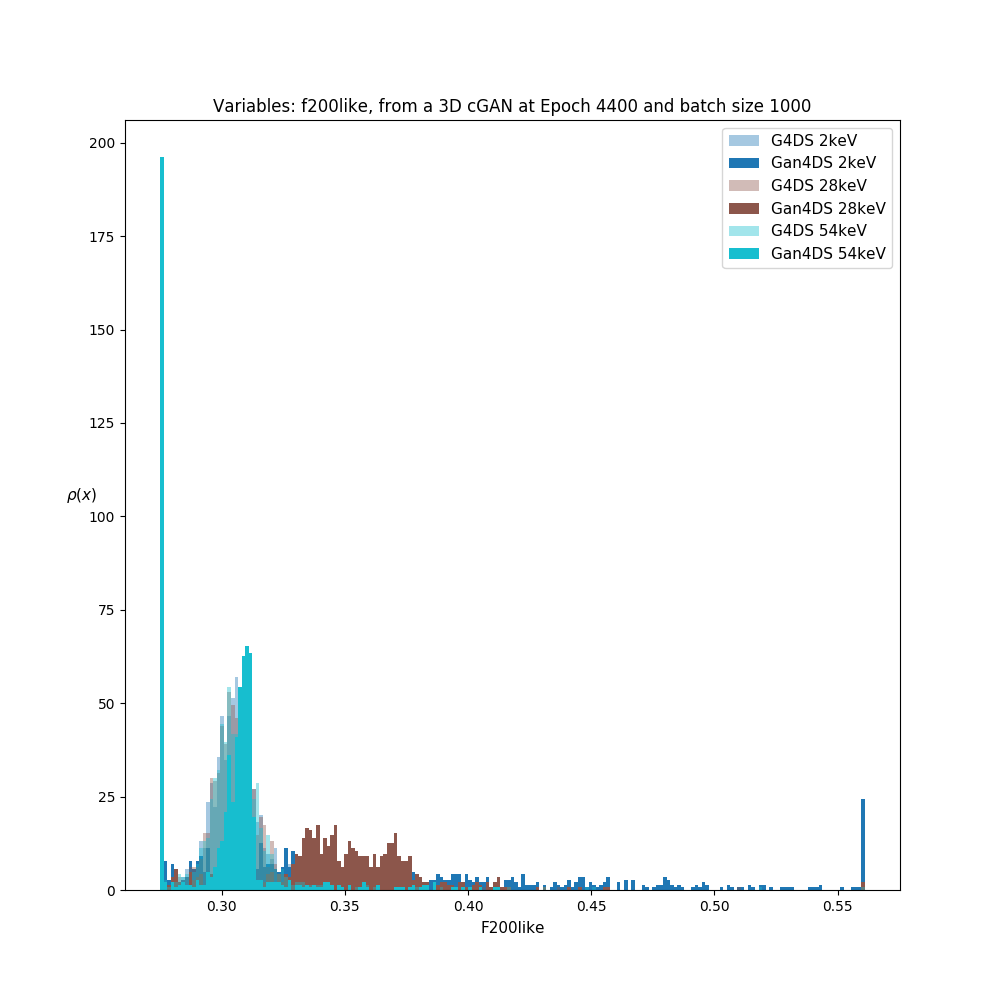 Variables: f200like, from a 3D cGAN at Epoch 4400 and batch size 1000
G4DS 2keV
Gan4DS 2keV
G4DS 28keV
Gan4DS 28keV
G4DS 54keV
Gan4DS 54keV
200
175
150
125
100
75
50
25
0
ρ(x)
0.30 0.35 0.40 0.45 0.50 0.55
F200like